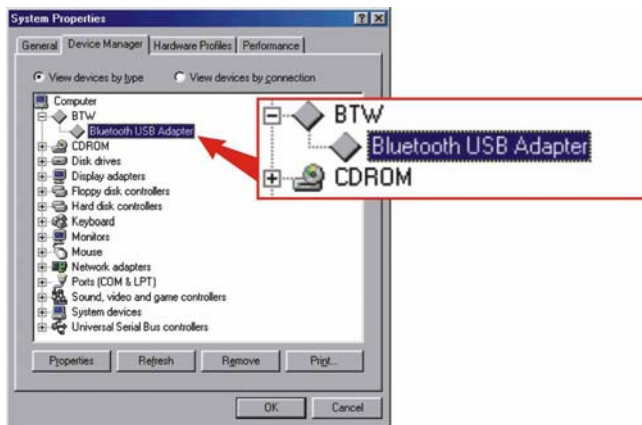 System Properties
General Device Manager Hardware Profiles Performance
View devices by type View devices by connection
Computer
BTW
Bluetooth USB Adapter
CDROM
Disk drives
Display adapters
Floppy disk controllers
Hard disk controllers
Keyboard
Monitors
Mouse
Network adapters
Ports (COM & LPT)
Sound, video and game controllers
System devices
Universal Serial Bus controllers
Properties Refresh Remove Print...
OK Cancel
BTW
Bluetooth USB Adapter
CDROM